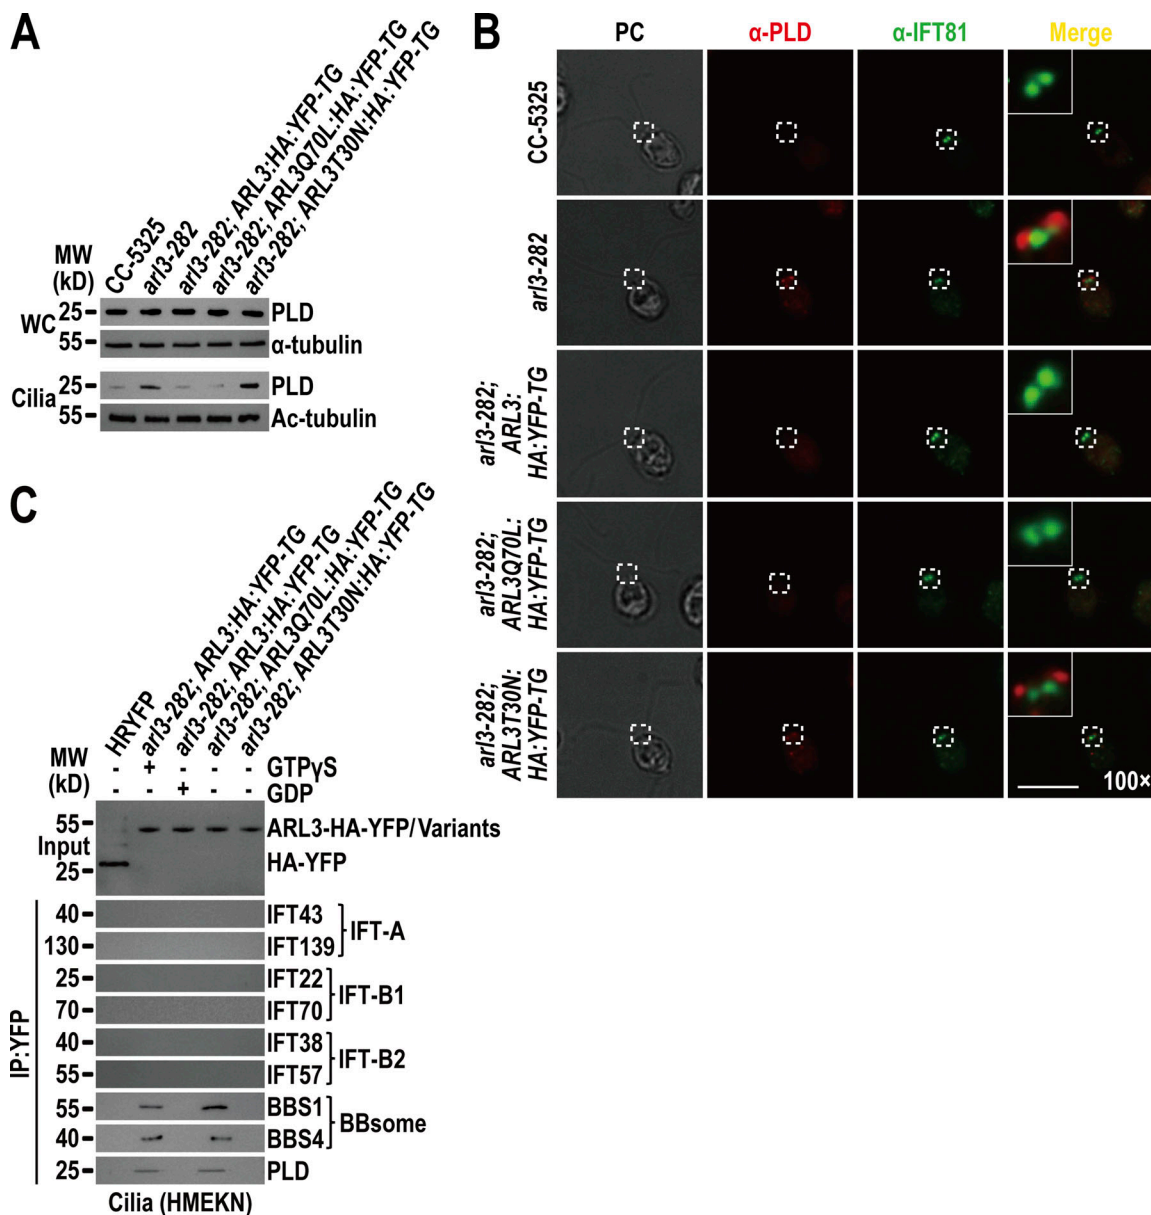 A
CC-5325
arl3-282
arl3-282; ARL3:HA:YFP-TG
arl3-282; ARL3Q70L:HA:YFP-TG
arl3-282; ARL3T30N:HA:YFP-TG
MW
(kD)
WC
25
PLD
55
α-tubulin
Cilia
25
PLD
55
Ac-tubulin
B
PC
α-PLD
α-IFT81
Merge
CC-5325
arl3-282
arl3-282;
ARL3:
HA:YFP-TG
arl3-282;
ARL3Q70L:
HA:YFP-TG
arl3-282;
ARL3T30N:
HA:YFP-TG
100×
C
HRYFP
arl3-282; ARL3:HA:YFP-TG
arl3-282; ARL3:HA:YFP-TG
arl3-282; ARL3Q70L:HA:YFP-TG
arl3-282; ARL3T30N:HA:YFP-TG
MW
(kD)
- + - - - GTPγS
- - + - - GDP
Input
55
ARL3-HA-YFP/Variants
25
HA-YFP
IP:YFP
40
IFT43
130
IFT139
IFT-A
25
IFT22
70
IFT70
IFT-B1
40
IFT38
55
IFT57
IFT-B2
55
BBS1
40
BBS4
BBsome
25
PLD
Cilia (HMEKN)